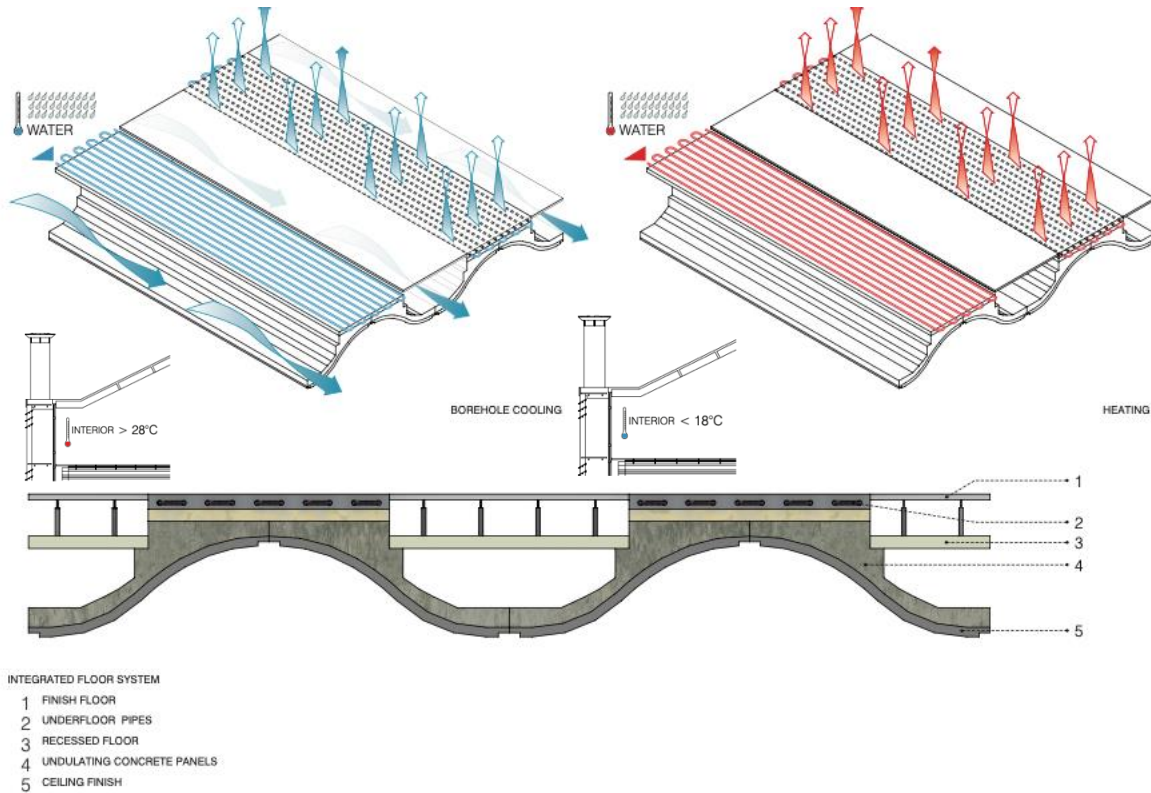 WATER
WATER
BOREHOLE COOLING
HEATING
INTERIOR > 28°C
INTERIOR < 18°C
1
2
3
4
5
INTEGRATED FLOOR SYSTEM
1 FINISH FLOOR
2 UNDERFLOOR PIPES
3 RECESSED FLOOR
4 UNDULATING CONCRETE PANELS
5 CEILING FINISH